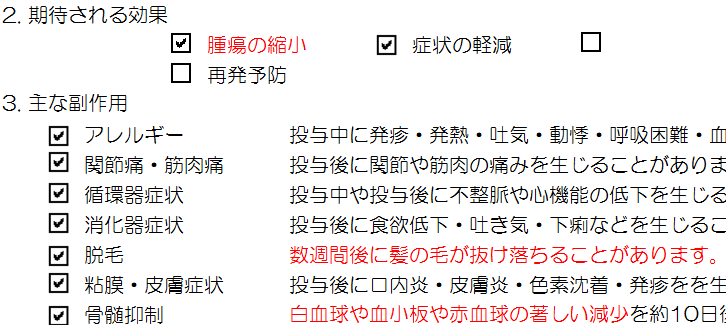 2. 期待される効果
腫瘍の縮小 症状の軽減
再発予防
3. 主な副作用
アレルギー 投与中に発疹・発熱・吐気・動悸・呼吸困難・血
関節痛・筋肉痛 投与後に関節や筋肉の痛みを生じることがありま
循環器症状 投与中や投与後に不整脈や心機能の低下を生じる
消化器症状 投与後に食欲低下・吐き気・下痢などを生じるこ
脱毛 数週間後に髪の毛が抜け落ちることがあります。
粘膜・皮膚症状 投与後に口内炎・皮膚炎・色素沈着・発疹をを生
骨髄抑制 白血球や血小板や赤血球の著しい減少を約10日後